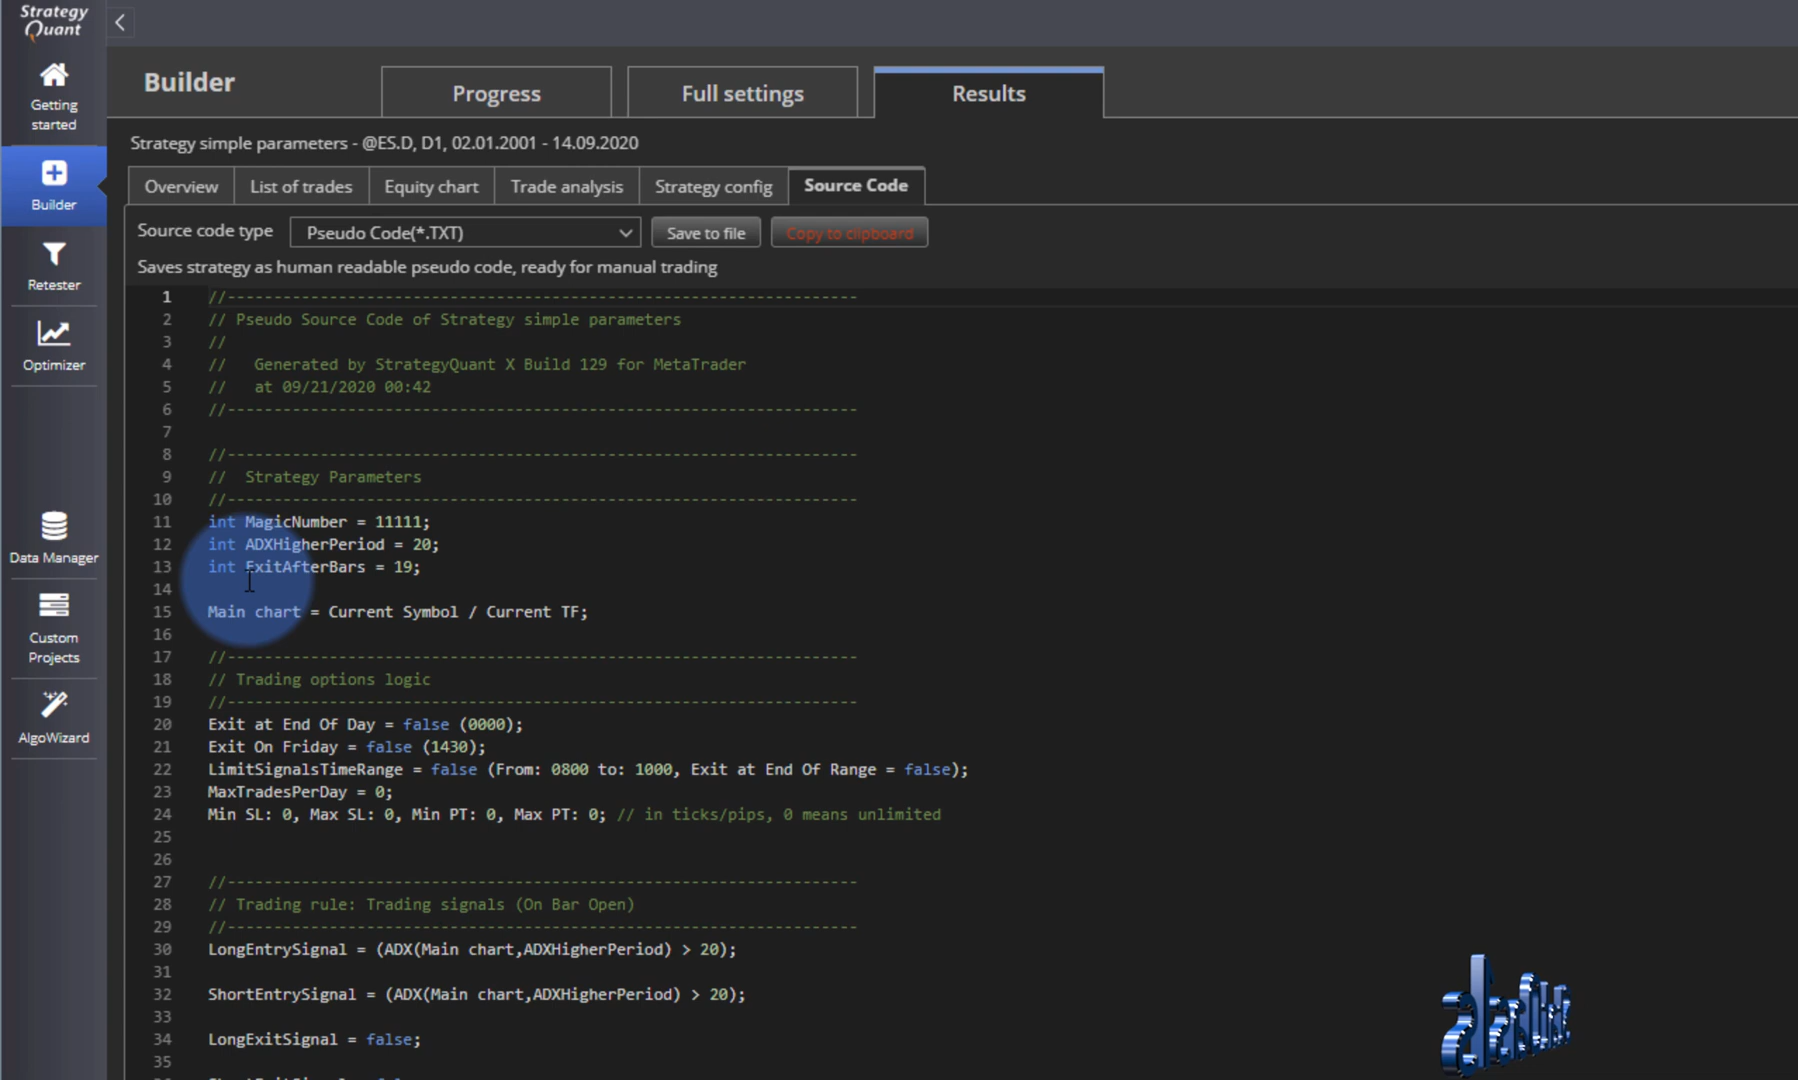 Strategy
Quant
Getting
started
Builder
Retester
Optimizer
Data Manager
Custom
Projects
AlgoWizard
Builder
Progress
Full settings
Results
Strategy simple parameters - @ES.D, D1, 02.01.2001 - 14.09.2020
Overview
List of trades
Equity chart
Trade analysis
Strategy config
Source Code
Source code type
Pseudo Code(*.TXT)
Save to file
Copy to clipboard
Saves strategy as human readable pseudo code, ready for manual trading
1 //--------------------------------------------------------------------
2 // Pseudo Source Code of Strategy simple parameters
3 //
4 //   Generated by StrategyQuant X Build 129 for MetaTrader
5 //   at 09/21/2020 00:42
6 //--------------------------------------------------------------------
7
8 //--------------------------------------------------------------------
9 //  Strategy Parameters
10 //--------------------------------------------------------------------
11 int MagicNumber = 11111;
12 int ADXHigherPeriod = 20;
13 int ExitAfterBars = 19;
14
15 Main chart = Current Symbol / Current TF;
16
17 //--------------------------------------------------------------------
18 // Trading options logic
19 //--------------------------------------------------------------------
20 Exit at End Of Day = false (0000);
21 Exit On Friday = false (1430);
22 LimitSignalsTimeRange = false (From: 0800 to: 1000, Exit at End Of Range = false);
23 MaxTradesPerDay = 0;
24 Min SL: 0, Max SL: 0, Min PT: 0, Max PT: 0; // in ticks/pips, 0 means unlimited
25
26
27 //--------------------------------------------------------------------
28 // Trading rule: Trading signals (On Bar Open)
29 //--------------------------------------------------------------------
30 LongEntrySignal = (ADX(Main chart,ADXHigherPeriod) > 20);
31
32 ShortEntrySignal = (ADX(Main chart,ADXHigherPeriod) > 20);
33
34 LongExitSignal = false;
35